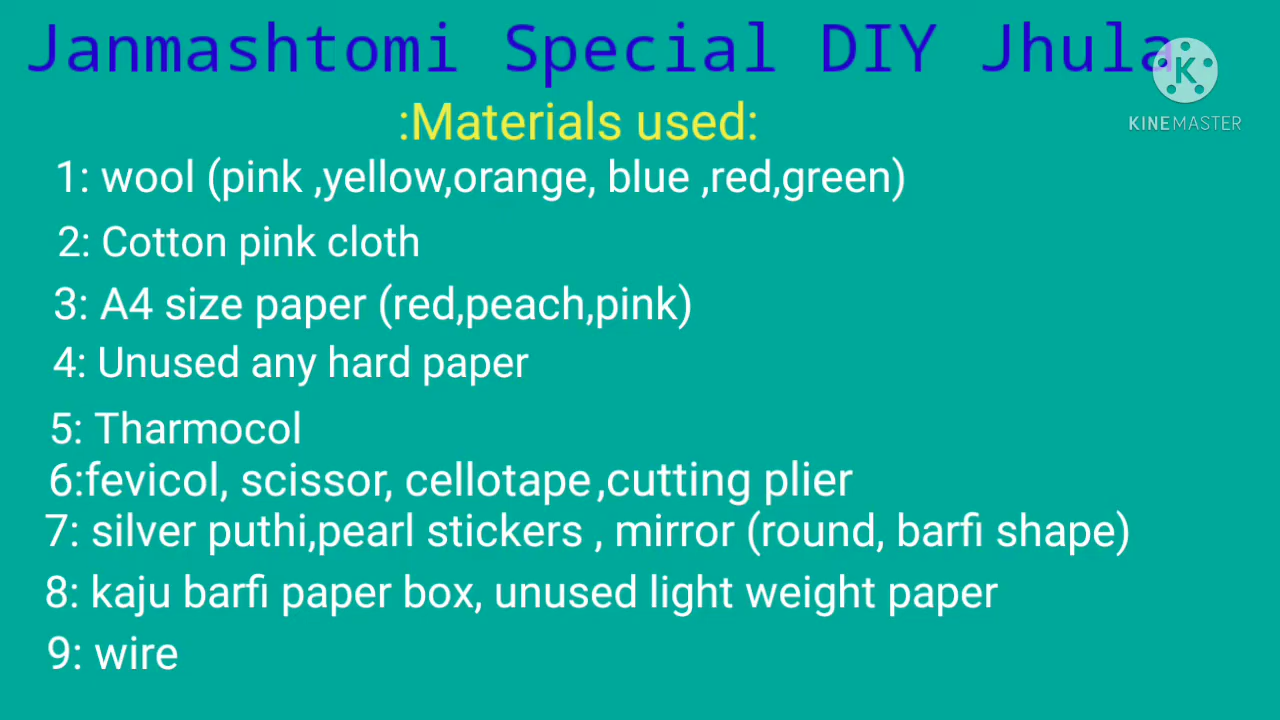 Janmashtomi Special DIY Jhula
KINEMASTER
:Materials used:
1: wool (pink ,yellow,orange, blue ,red,green)
2: Cotton pink cloth
3: A4 size paper (red,peach,pink)
4: Unused any hard paper
5: Tharmocol
6:fevicol, scissor, cellotape ,cutting plier
7: silver puthi,pearl stickers , mirror (round, barfi shape)
8: kaju barfi paper box, unused light weight paper
9: wire